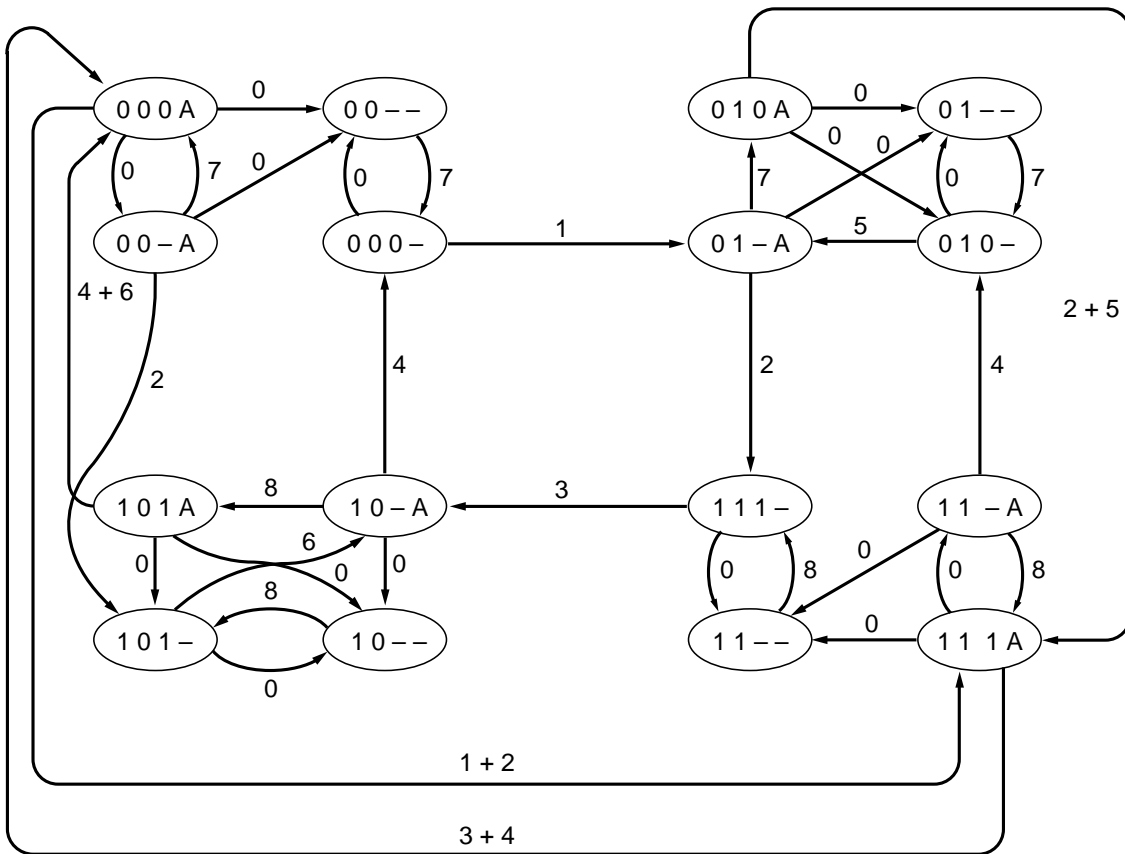 0
0
0 0 0 A
0 0 – –
0 1 0 A
0 1 – –
0
0
0
7
0
0
7
7
0
7
0 0 – A
0 0 0 –
1
0 1 – A
5
0 1 0 –
4 + 6
2 + 5
2
4
2
4
8
3
1 0 1 A
1 0 – A
1 1 1 –
1 1 – A
6
0
0
0
0
0
8
0
0
8
8
0
1 0 1 –
1 0 – –
1 1 – –
1 1 1 A
0
1 + 2
3 + 4